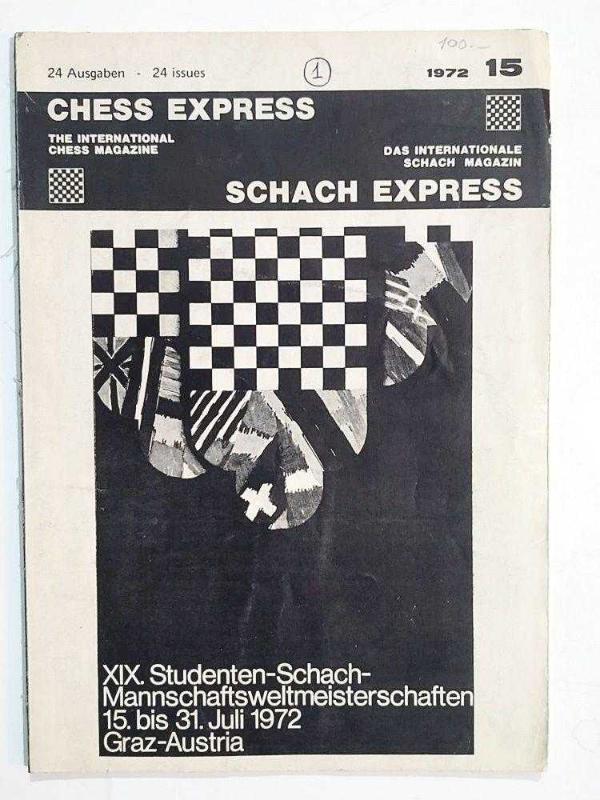 100.-
24 Ausgaben - 24 issues
1
1972 15
CHESS EXPRESS
THE INTERNATIONAL
CHESS MAGAZINE
DAS INTERNATIONALE
SCHACH MAGAZIN
SCHACH EXPRESS
XIX. Studenten-Schach-
Mannschaftsweltmeisterschaften
15. bis 31. Juli 1972
Graz-Austria